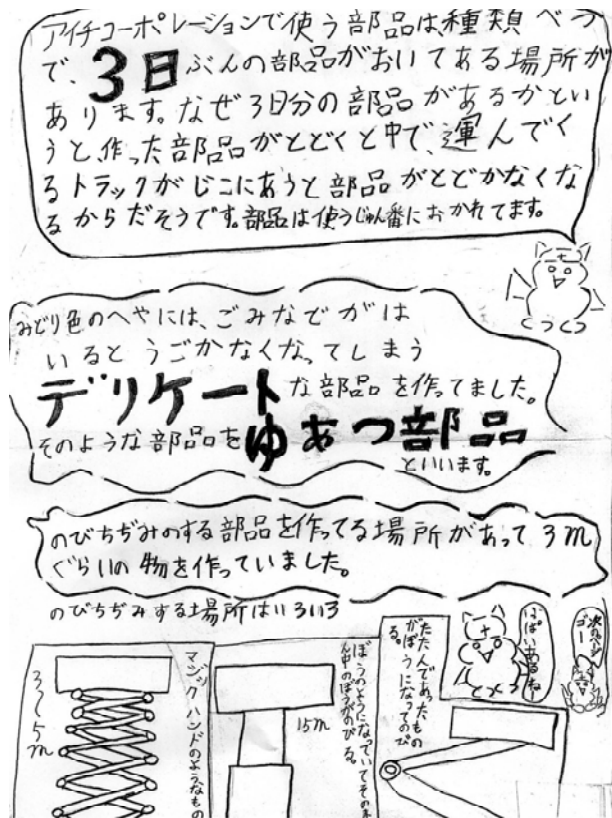 アイチコーポレーションで使う部品は種類べつ
で、3日ぶんの部品がおいてある場所が
あります。なぜ3日分の部品があるかとい
うと、作った部品がとどくと中で、運んでく
るトラックがじこにあうと部品がとどかなくな
るからだそうです。部品は使うじゅん番におかれてます。
みどり色のへやには、ごみなどがは
いるとうごかなくなってしまう
デリケートな部品を作ってました。
そのような部品をゆあつ部品
といいます。
のびちぢみのする部品を作ってる場所があって3m
ぐらいの物を作っていました。
のびちぢみする場所はいろいろ
いっぱいあるね
次のページ
ゴー
3〜5m
マジックハンドのようなもの
15m
ぼうのようになっていてそのま
ん中のぼうがのびる。
たたんであったもの
がぼうになってのび
る。